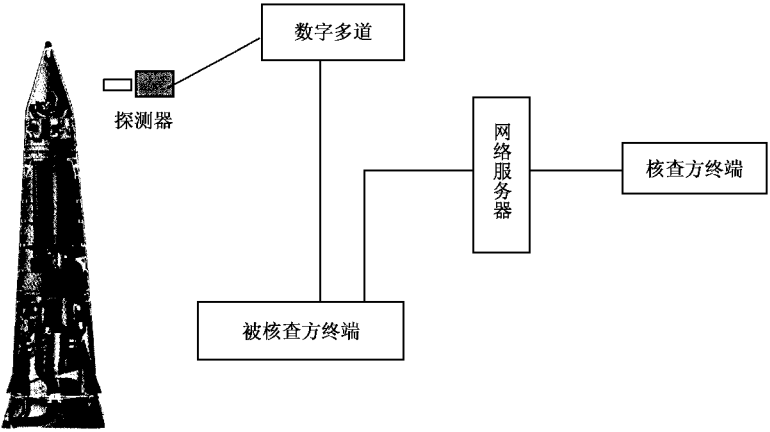 数字多道
探测器
网络服务器
核查方终端
被核查方终端